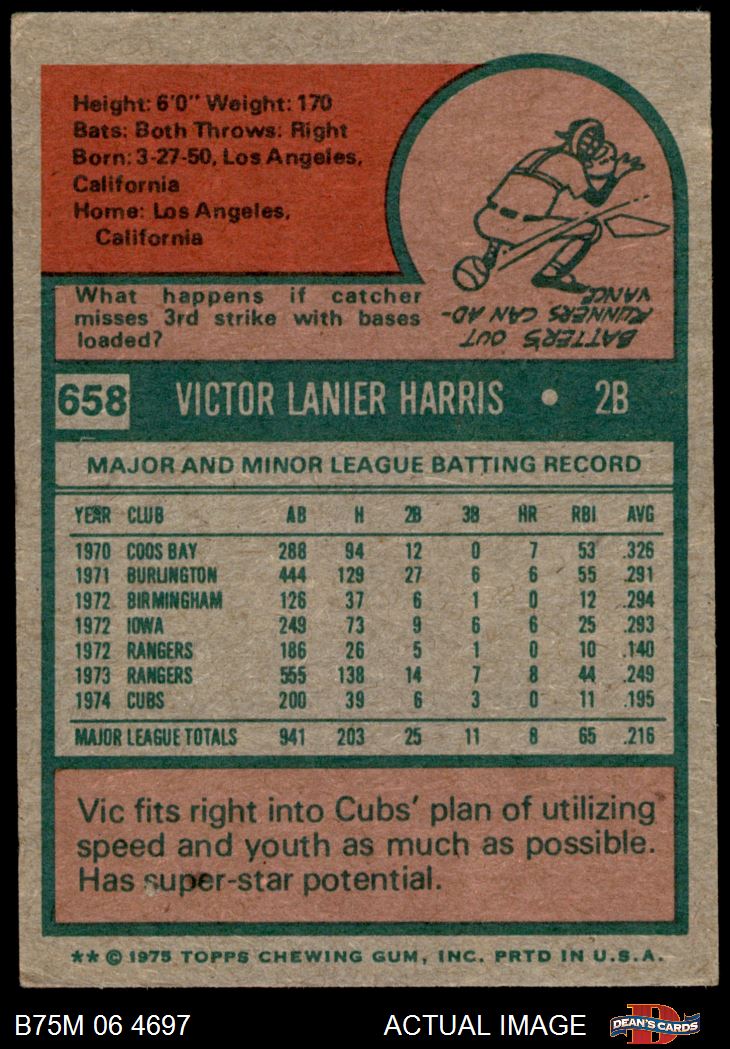 Height: 6'0" Weight: 170
Bats: Both Throws: Right
Born: 3-27-50, Los Angeles,
California
Home: Los Angeles,
California
What happens if catcher
misses 3rd strike with bases
loaded?
BATTER'S OUT
RUNNERS CAN AD-
VANCE
658 VICTOR LANIER HARRIS • 2B
MAJOR AND MINOR LEAGUE BATTING RECORD
YEAR CLUB AB H 2B 3B HR RBI AVG
1970 COOS BAY 288 94 12 0 7 53 .326
1971 BURLINGTON 444 129 27 6 6 55 .291
1972 BIRMINGHAM 126 37 6 1 0 12 .294
1972 IOWA 249 73 9 6 6 25 .293
1972 RANGERS 186 26 5 1 0 10 .140
1973 RANGERS 555 138 14 7 8 44 .249
1974 CUBS 200 39 6 3 0 11 .195
MAJOR LEAGUE TOTALS 941 203 25 11 8 65 .216
Vic fits right into Cubs' plan of utilizing
speed and youth as much as possible.
Has super-star potential.
** © 1975 TOPPS CHEWING GUM, INC. PRTD IN U.S.A.
B75M 06 4697 ACTUAL IMAGE DEAN'S CARDS